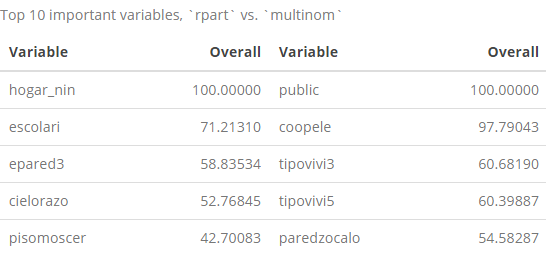 Top 10 important variables, `rpart` vs. `multinom`
Variable Overall Variable Overall
hogar_nin 100.00000 public 100.00000
escolari 71.21310 coopele 97.79043
epared3 58.83534 tipovivi3 60.68190
cielorazo 52.76845 tipovivi5 60.39887
pisomoscer 42.70083 paredzocalo 54.58287